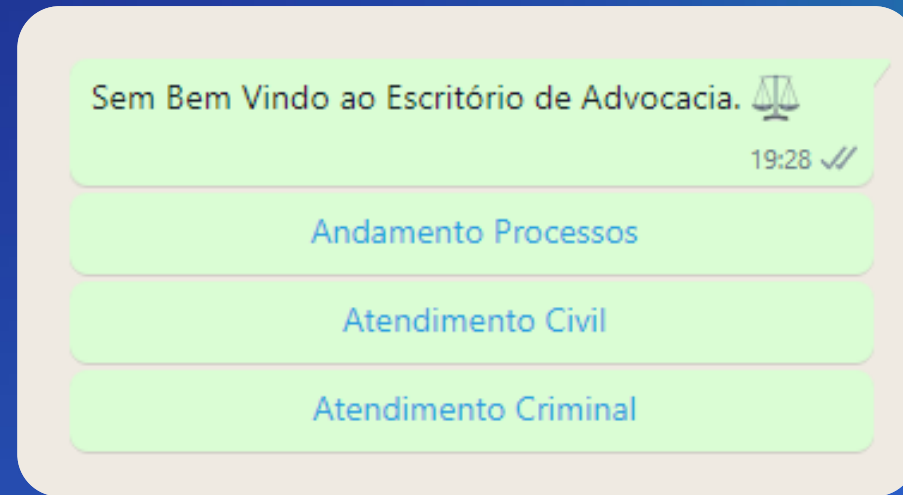 Sem Bem Vindo ao Escritório de Advocacia. ⚖
19:28
Andamento Processos
Atendimento Civil
Atendimento Criminal